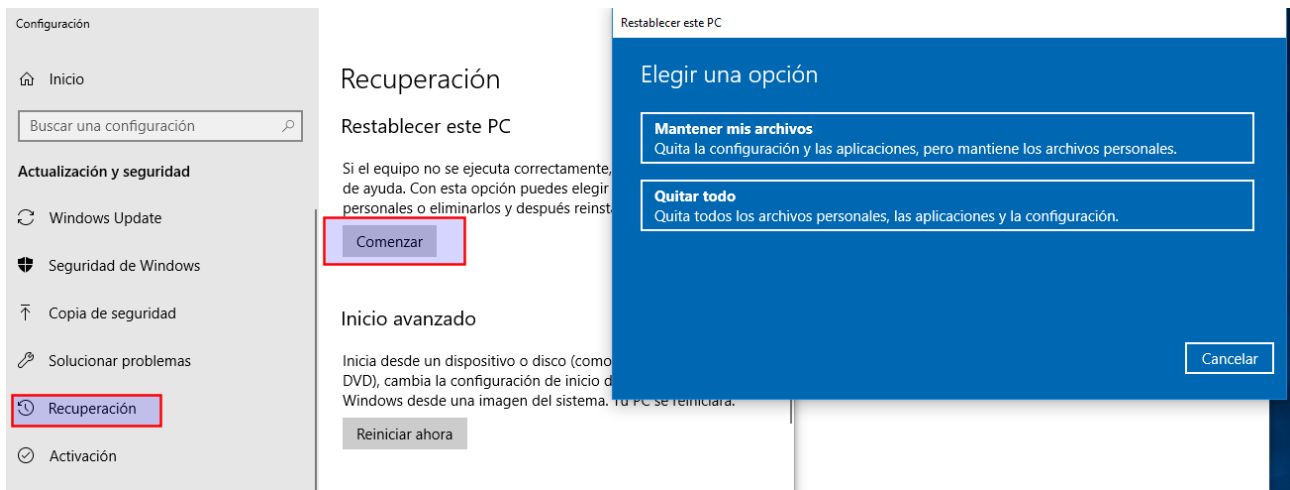 Configuración
Inicio
Buscar una configuración
Actualización y seguridad
Windows Update
Seguridad de Windows
Copia de seguridad
Solucionar problemas
Recuperación
Activación
Recuperación
Restablecer este PC
Si el equipo no se ejecuta correctamente,
de ayuda. Con esta opción puedes elegir
personales o eliminarlos y después reinst
Comenzar
Inicio avanzado
Inicia desde un dispositivo o disco (como
DVD), cambia la configuración de inicio d
Windows desde una imagen del sistema. Tu PC se reiniciará.
Reiniciar ahora
Restablecer este PC
Elegir una opción
Mantener mis archivos
Quita la configuración y las aplicaciones, pero mantiene los archivos personales.
Quitar todo
Quita todos los archivos personales, las aplicaciones y la configuración.
Cancelar